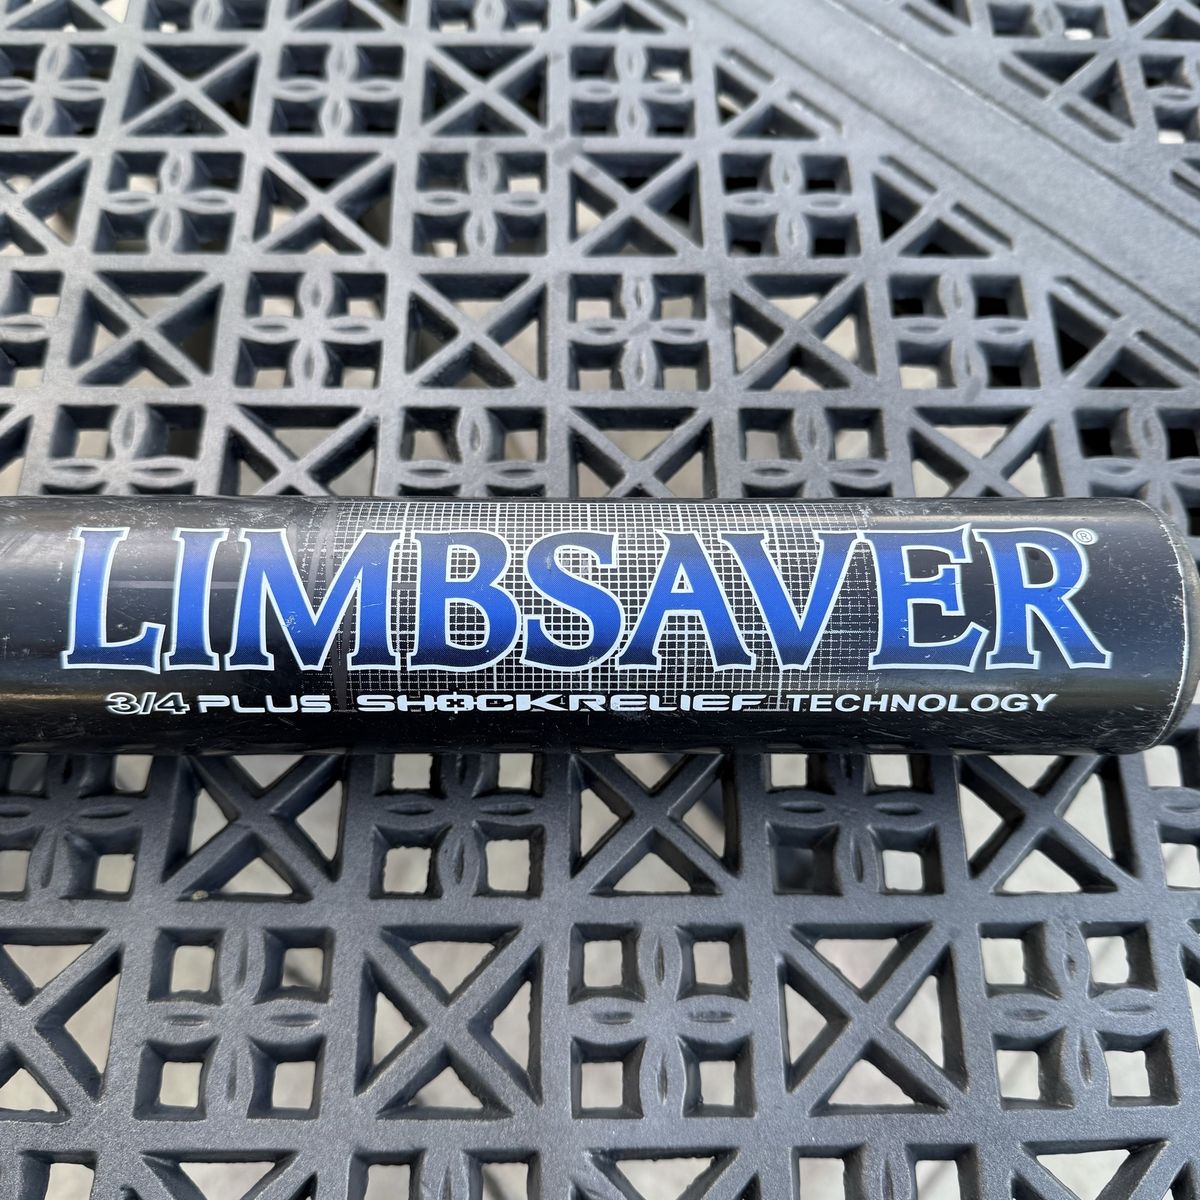 LIMBSAVER®
3/4 PLUS SHOCKRELIEF TECHNOLOGY